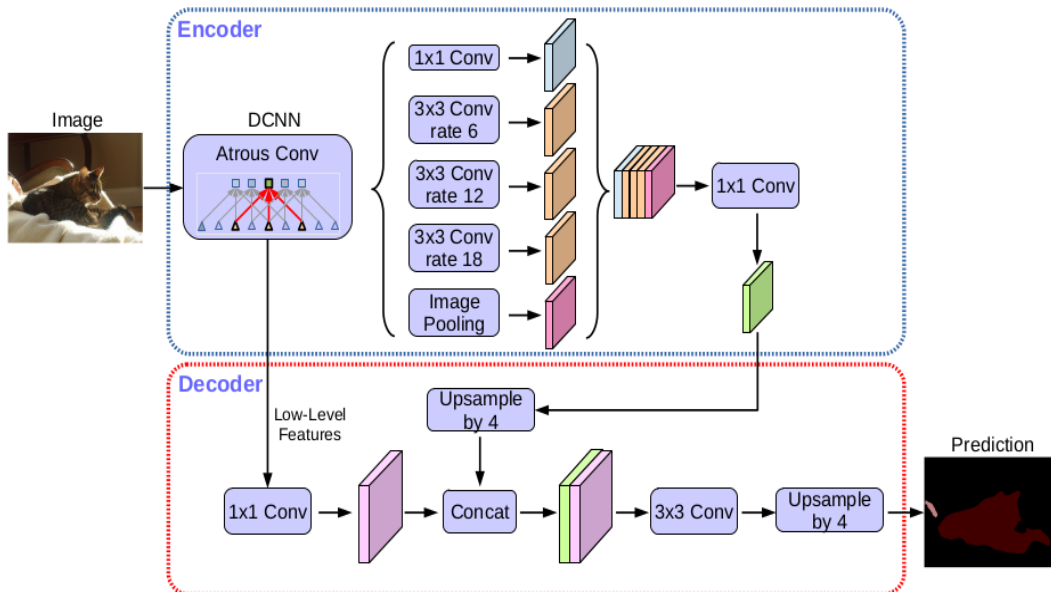 Encoder
Image
DCNN
Atrous Conv
1x1 Conv
3x3 Conv
rate 6
3x3 Conv
rate 12
3x3 Conv
rate 18
Image
Pooling
1x1 Conv
Decoder
Low-Level
Features
Upsample
by 4
1x1 Conv
Concat
3x3 Conv
Upsample
by 4
Prediction